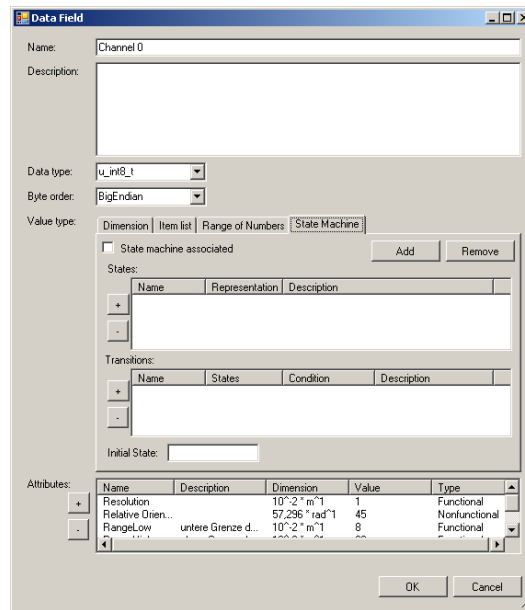 Data Field
Name: Channel 0
Description:
Data type: u_int8_t
Byte order: BigEndian
Value type: Dimension Item list Range of Numbers State Machine
State machine associated Add Remove
States:
Name Representation Description
+
-
Transitions:
Name States Condition Description
+
-
Initial State:
Attributes: Name Description Dimension Value Type
Resolution 10^-2 * m^1 1 Functional
+
Relative Orien... 57,296 * rad^1 45 Nonfunctional
RangeLow untere Grenze d... 10^-2 * m^1 8 Functional
-
OK Cancel